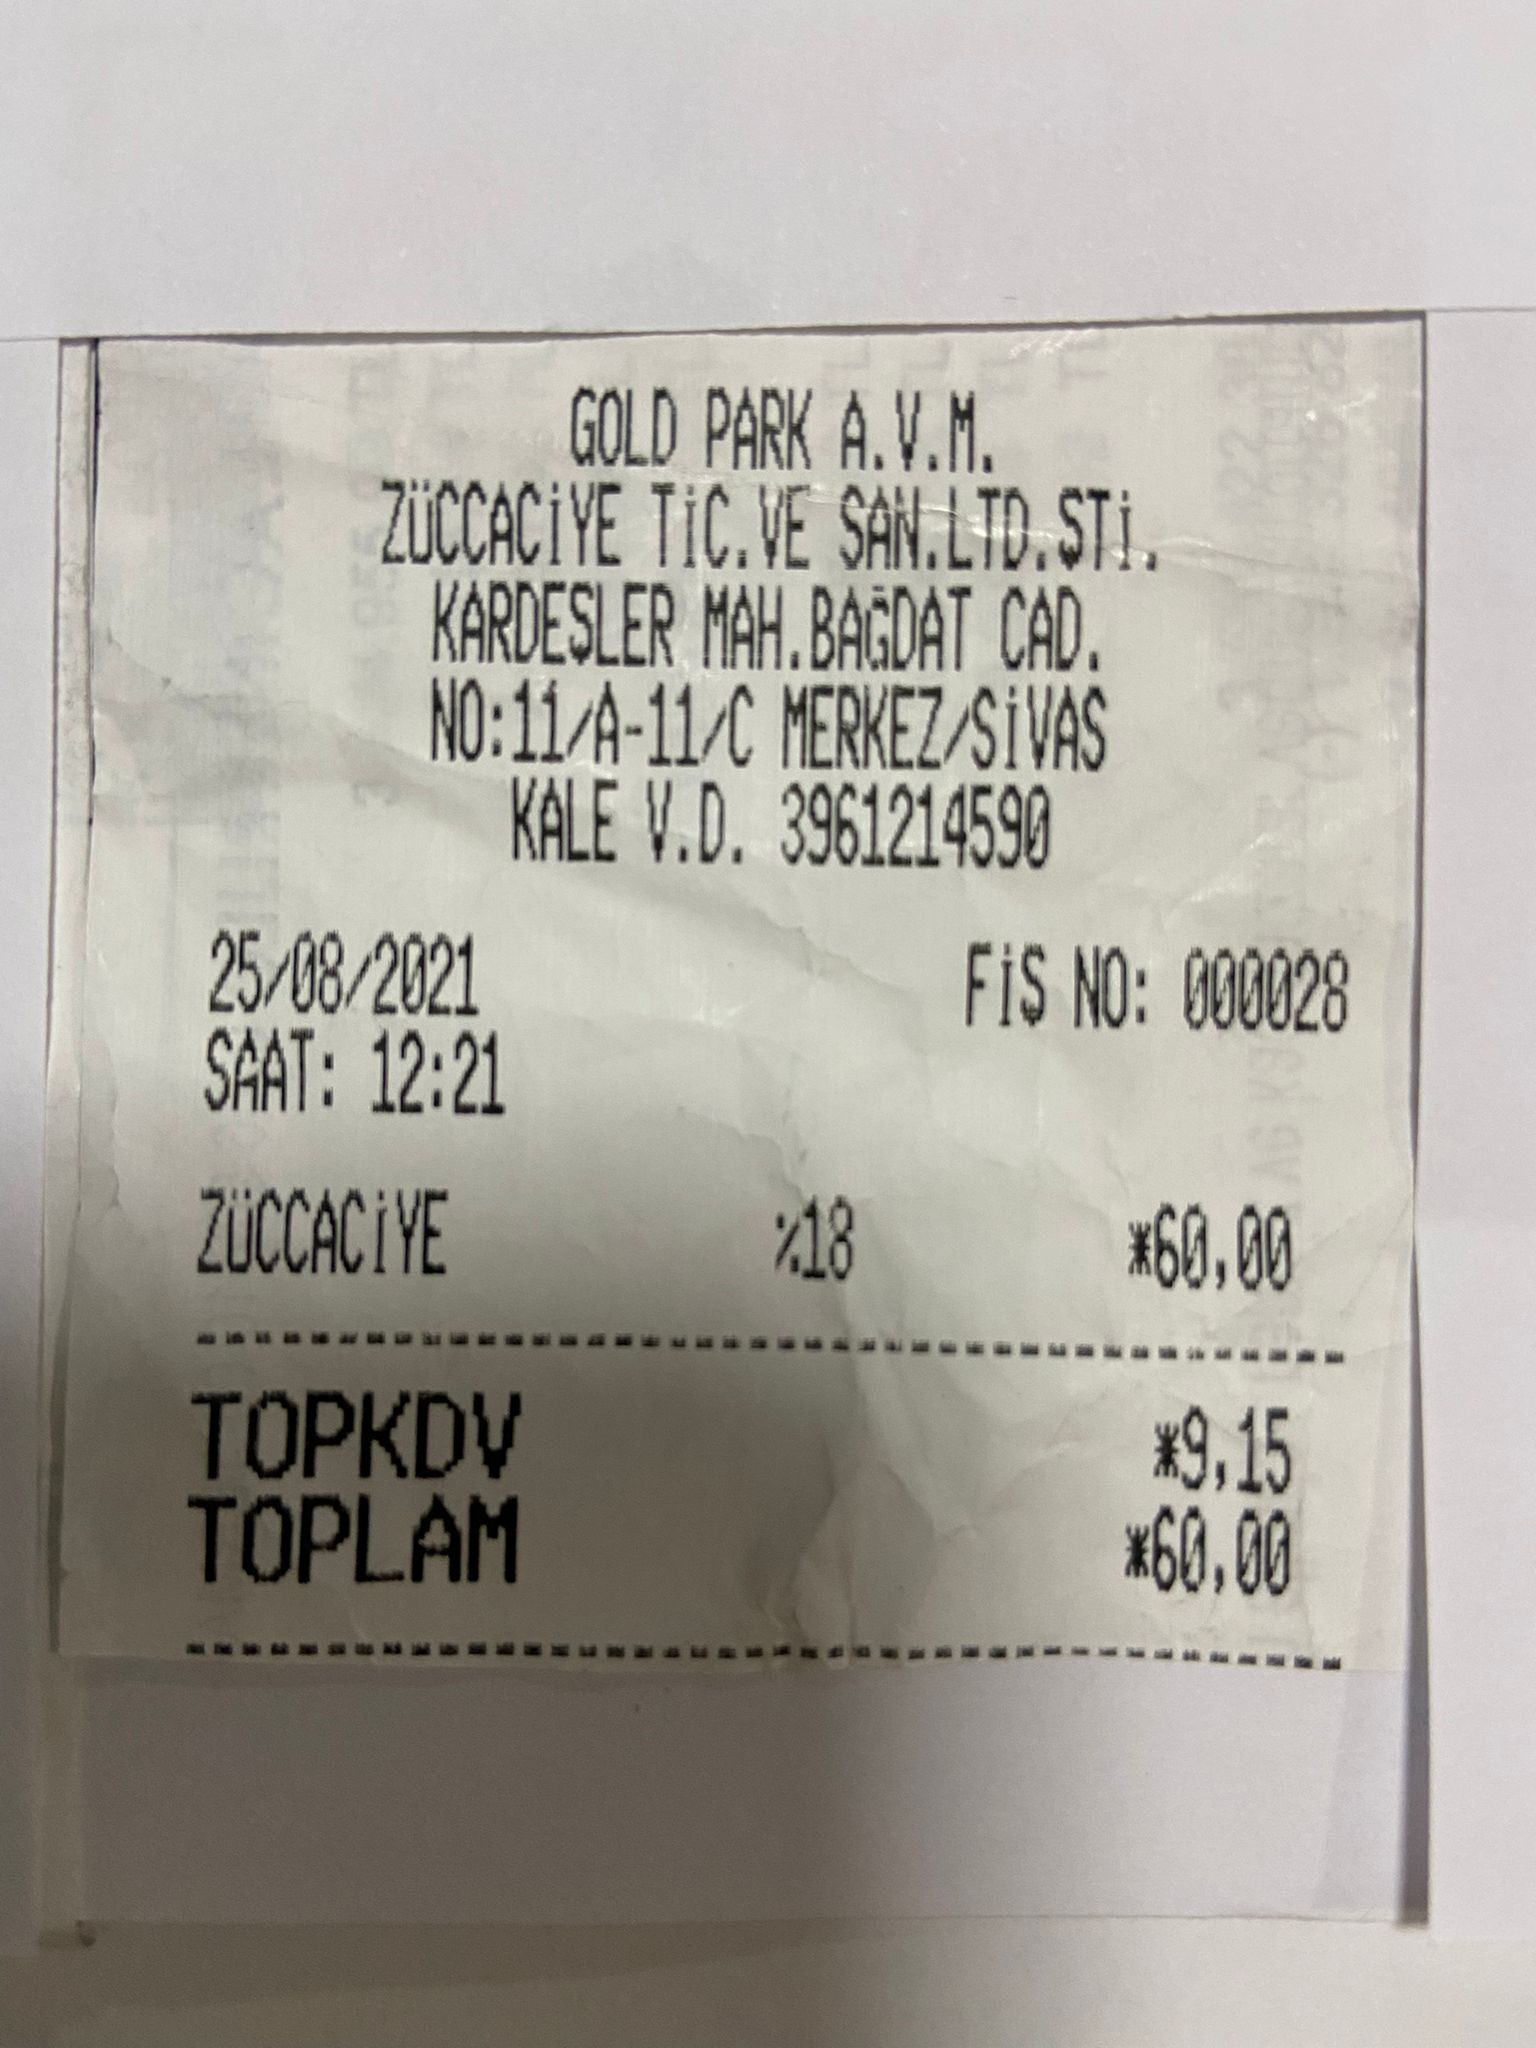 GOLD PARK A.V.M.
ZÜCCACİYE TİC.VE SAN.LTD.ŞTİ.
KARDEŞLER MAH.BAĞDAT CAD.
NO:11/A-11/C MERKEZ/SİVAS
KALE V.D. 3961214590
25/08/2021 FİŞ NO: 000028
SAAT: 12:21
ZÜCCACİYE %18 *60,00
TOPKDV *9,15
TOPLAM *60,00